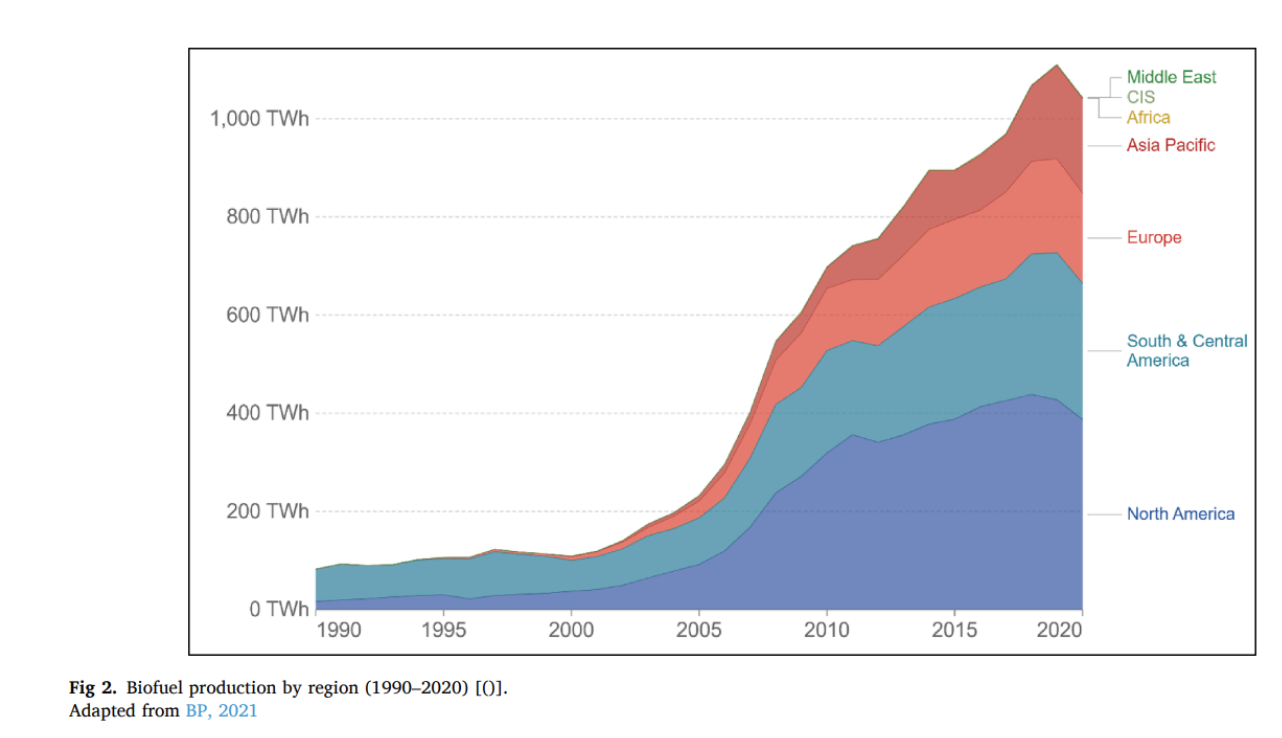 Middle East
CIS
1,000 TWh
Africa
Asia Pacific
800 TWh
Europe
600 TWh
South & Central
America
400 TWh
200 TWh
North America
0 TWh
1990 1995 2000 2005 2010 2015 2020
Fig 2. Biofuel production by region (1990–2020) [()].
Adapted from BP, 2021